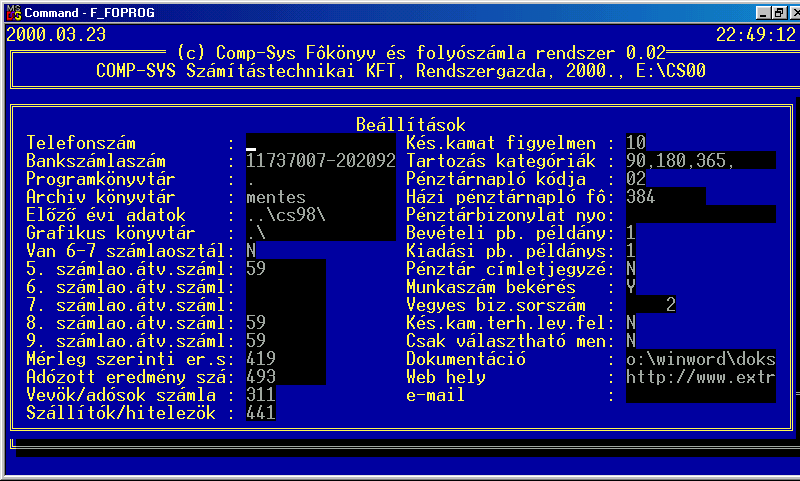 Command - F_FOPROG
2000.03.23 22:49:12
(c) Comp-Sys Fôkönyv és folyószámla rendszer 0.02
COMP-SYS Számítástechnikai KFT, Rendszergazda, 2000., E:\CS00
Beállítások
Telefonszám : _ Kés.kamat figyelmen : 10
Bankszámlaszám : 11737007-202092 Tartozás kategóriák : 90,180,365,
Programkönyvtár : . Pénztárnapló kódja : 02
Archiv könyvtár : mentes Házi pénztárnapló fô: 384
Előző évi adatok : ..\cs98\ Pénztárbizonylat nyo:
Grafikus könyvtár : .\ Bevételi pb. példány: 1
Van 6-7 számlaosztál: N Kiadási pb. példánys: 1
5. számlao.átv.száml: 59 Pénztár címletjegyzé: N
6. számlao.átv.száml: Munkaszám bekérés : Y
7. számlao.átv.száml: Vegyes biz.sorszám : 2
8. számlao.átv.száml: 59 Kés.kam.terh.lev.fel: N
9. számlao.átv.száml: 59 Csak választható men: N
Mérleg szerinti er.s: 419 Dokumentáció : o:\winword\doks
Adózott eredmény szá: 493 Web hely : http://www.extr
Vevök/adósok számla : 311 e-mail :
Szállítók/hitelezök : 441